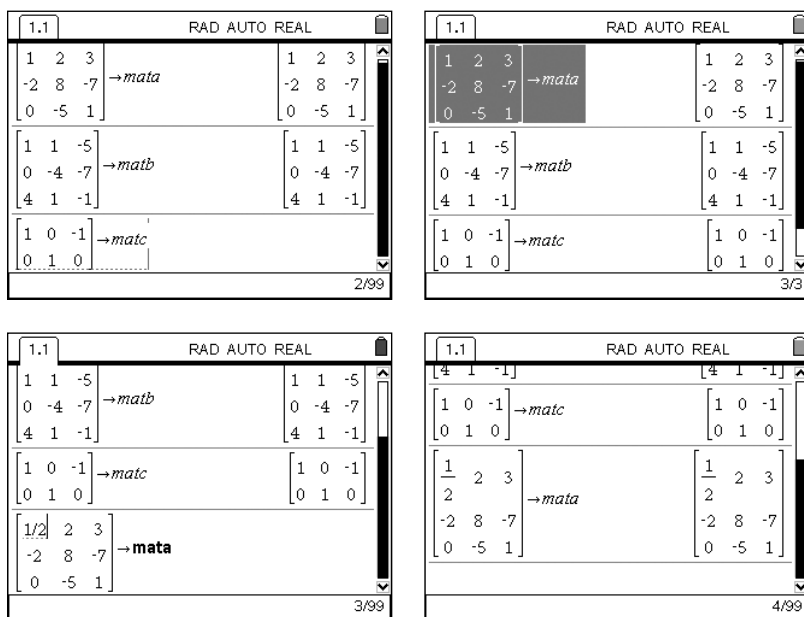 1.1 RAD AUTO REAL
1 2 3 1 2 3
-2 8 -7 →mata -2 8 -7
0 -5 1 0 -5 1
1 1 -5 1 1 -5
0 -4 -7 →matb 0 -4 -7
4 1 -1 4 1 -1
1 0 -1 →matc
0 1 0
2/99
1.1 RAD AUTO REAL
1 2 3 1 2 3
-2 8 -7 →mata -2 8 -7
0 -5 1 0 -5 1
1 1 -5 1 1 -5
0 -4 -7 →matb 0 -4 -7
4 1 -1 4 1 -1
1 0 -1 →matc 1 0 -1
0 1 0 0 1 0
3/3
1.1 RAD AUTO REAL
1 1 -5 1 1 -5
0 -4 -7 →matb 0 -4 -7
4 1 -1 4 1 -1
1 0 -1 →matc 1 0 -1
0 1 0 0 1 0
1/2 2 3
-2 8 -7 →mata
0 -5 1
3/99
1.1 RAD AUTO REAL
4 1 -1 4 1 -1
1 0 -1 →matc 1 0 -1
0 1 0 0 1 0
1/2 2 3 1/2 2 3
-2 8 -7 →mata -2 8 -7
0 -5 1 0 -5 1
4/99